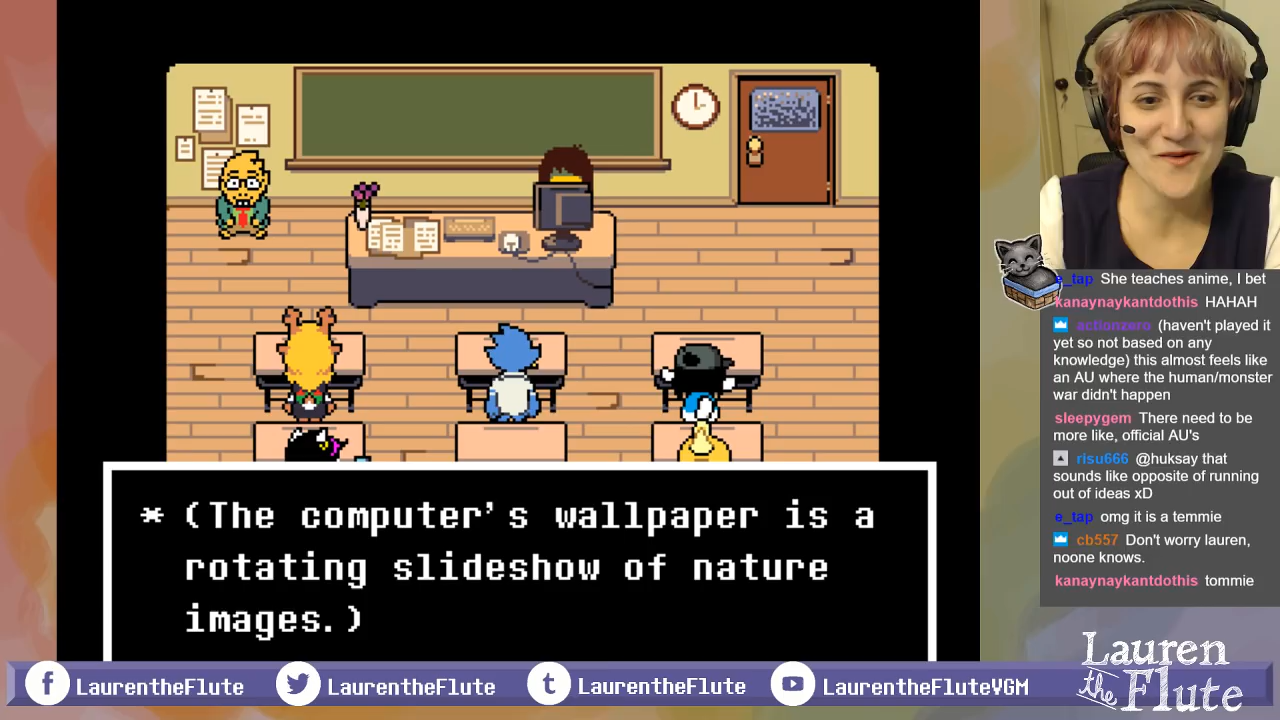 * (The computer's wallpaper is a
rotating slideshow of nature
images.)
e_tap She teaches anime, I bet
kanaynaykantdothis HAHAH
actionzero (haven't played it
yet so not based on any
knowledge) this almost feels like
an AU where the human/monster
war didn't happen
sleepygem There need to be
more like, official AU's
risu666 @huksay that
sounds like opposite of running
out of ideas xD
e_tap omg it is a temmie
cb557 Don't worry lauren,
noone knows.
kanaynaykantdothis tommie
f LaurentheFlute
LaurentheFlute
t LaurentheFlute
LaurentheFluteVGM
Lauren
the
Flute